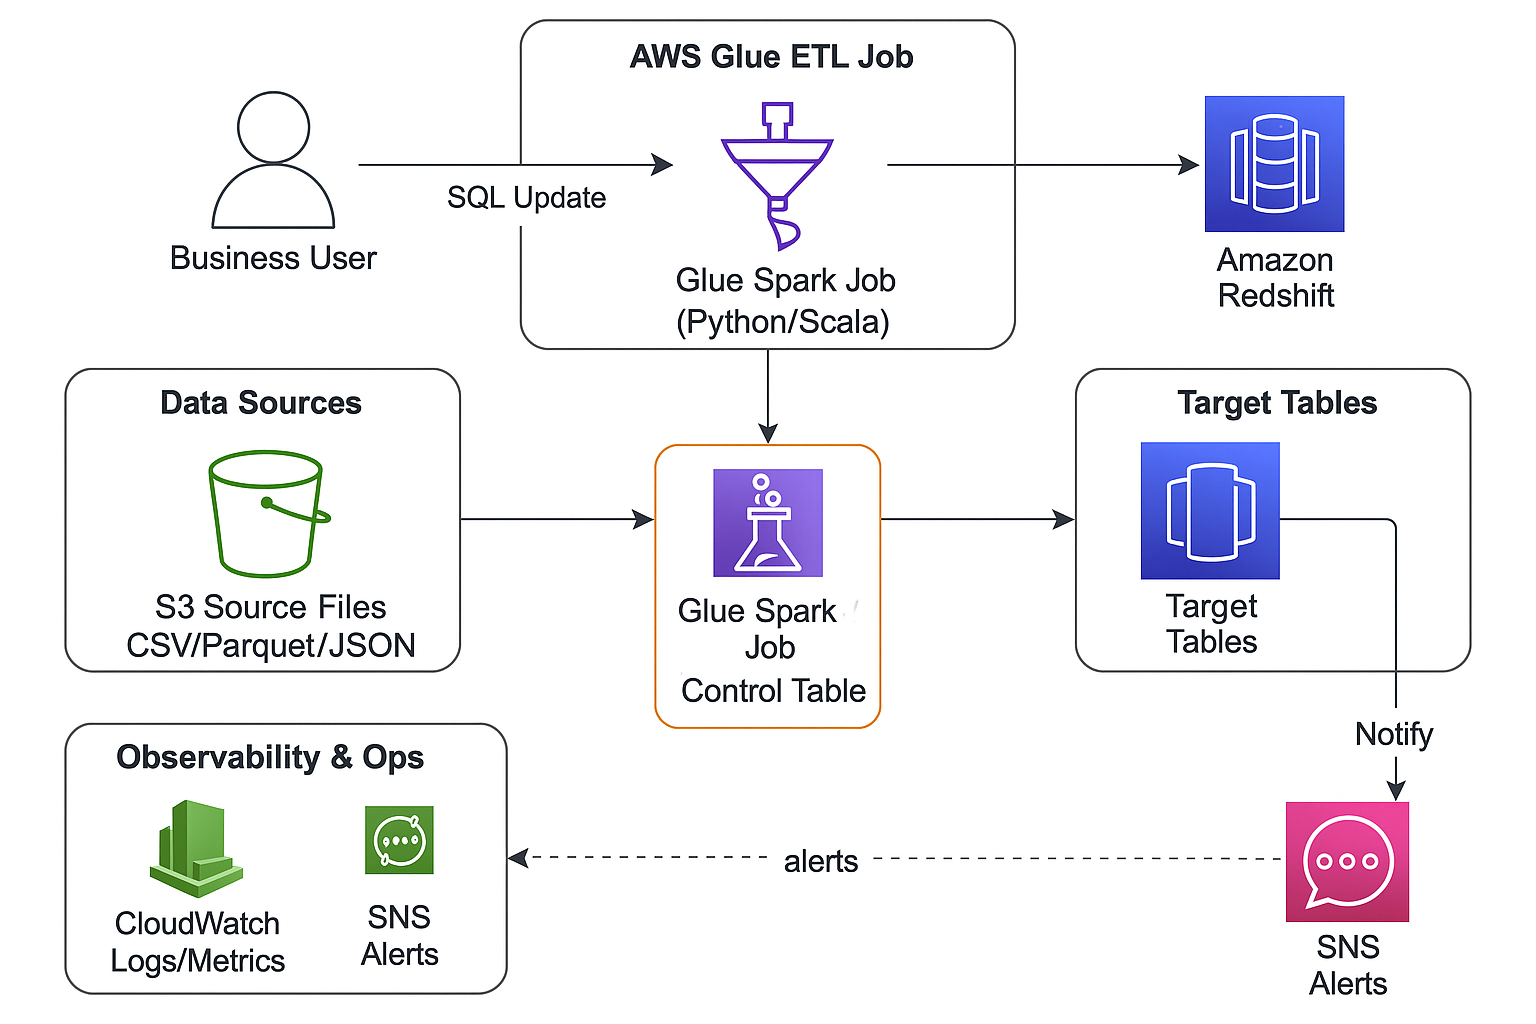 AWS Glue ETL Job
SQL Update
Business User
Glue Spark Job
(Python/Scala)
Amazon
Redshift
Data Sources
S3 Source Files
CSV/Parquet/JSON
Glue Spark
Job
Control Table
Target Tables
Target
Tables
Notify
Observability & Ops
CloudWatch
Logs/Metrics
SNS
Alerts
alerts
SNS
Alerts